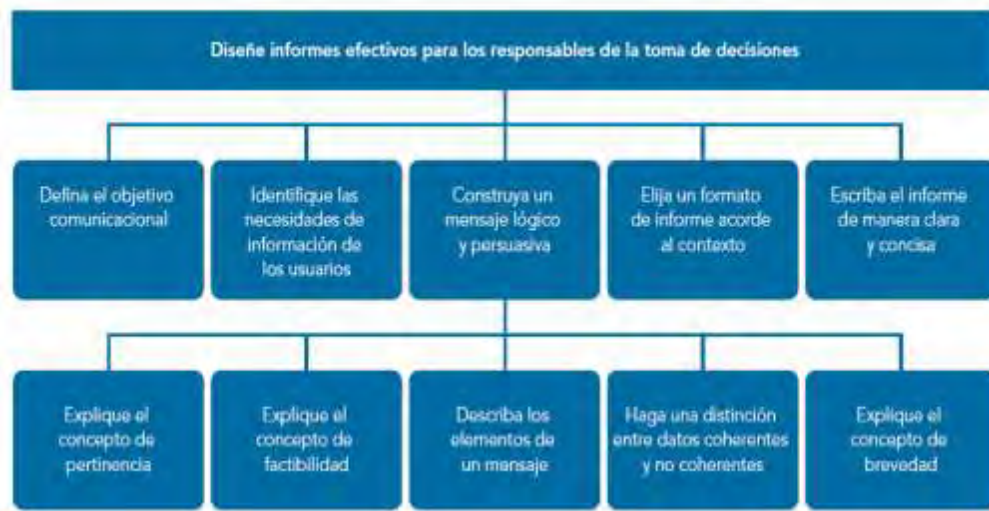 Diseñe informes efectivos para los responsables de la toma de decisiones
Defina el objetivo
comunicacional
Identifique las
necesidades de
información de
los usuarios
Construya un
mensaje lógico
y persuasiva
Elija un formato
de informe acorde
al contexto
Escriba el informe
de manera clara
y concisa
Explique el
concepto de
pertinencia
Explique el
concepto de
factibilidad
Describa los
elementos de
un mensaje
Haga una distinción
entre datos coherentes
y no coherentes
Explique el
concepto de
brevedad